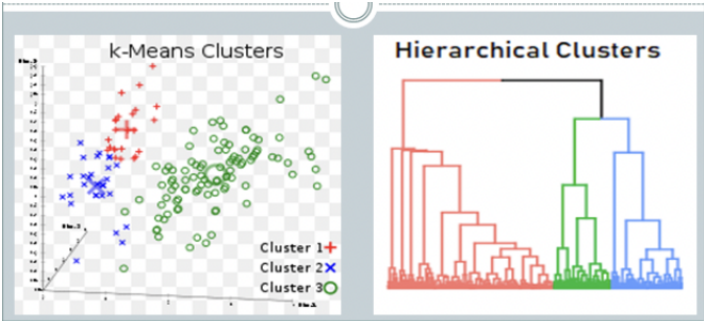 k-Means Clusters
Cluster 1
Cluster 2
Cluster 3
Hierarchical Clusters